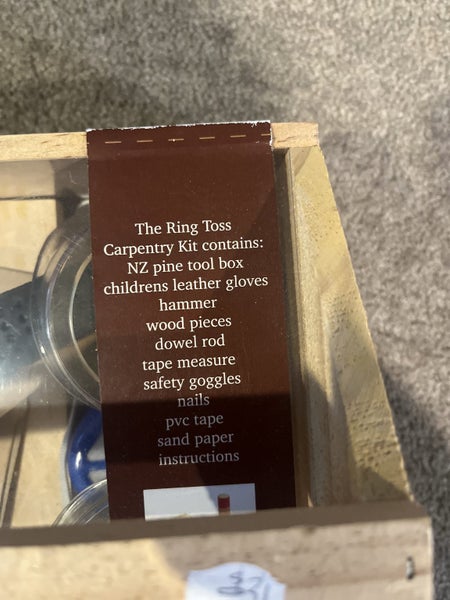 The Ring Toss
Carpentry Kit contains:
NZ pine tool box
childrens leather gloves
hammer
wood pieces
dowel rod
tape measure
safety goggles
nails
pvc tape
sand paper
instructions